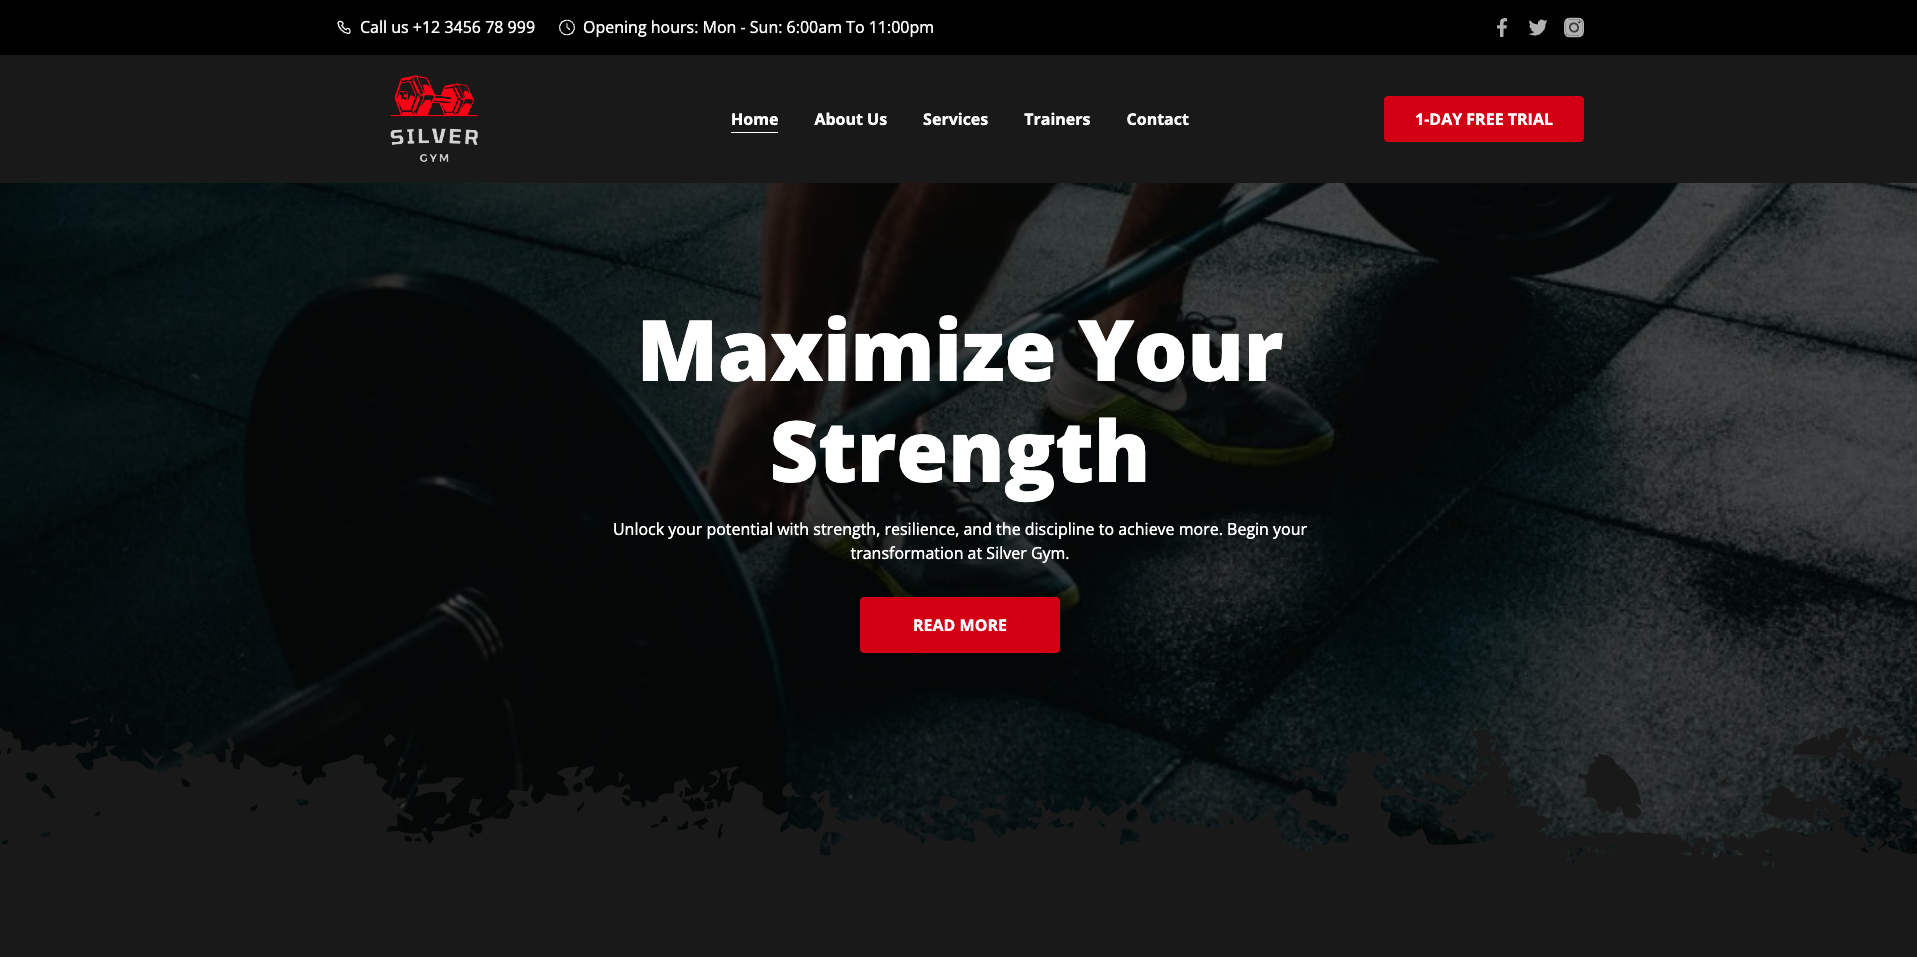 Call us +12 3456 78 999
Opening hours: Mon - Sun: 6:00am To 11:00pm
SILVER
GYM
Home
About Us
Services
Trainers
Contact
1-DAY FREE TRIAL
Maximize Your
Strength
Unlock your potential with strength, resilience, and the discipline to achieve more. Begin your
transformation at Silver Gym.
READ MORE